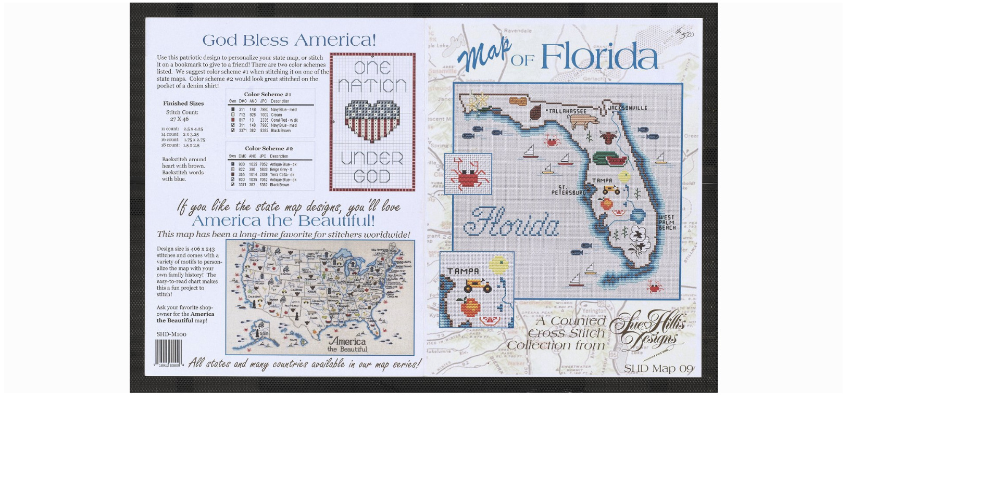 God Bless America!
Use this patriotic design to personalize your state map, or stitch
it on a bookmark to give to a friend! There are two color schemes
listed. We suggest color scheme #1 when stitching it on one of the
state maps. Color scheme #2 would look great stitched on the
pocket of a denim shirt!
Finished Sizes
Stitch Count:
27 X 46
11 count: 2.5 x 4.25
14 count: 2 x 3.25
16 count: 1.75 x 2.75
18 count: 1.5 x 2.5
Backstitch around
heart with brown.
Backstitch words
with blue.
Color Scheme #1
Sym DMC ANC JPC Description
311 148 7980 Navy Blue - med
712 926 1002 Cream
817 13 2335 Coral Red - vy dk
311 148 7980 Navy Blue - med
3371 382 5382 Black Brown
Color Scheme #2
Sym DMC ANC JPC Description
930 1035 7052 Antique Blue - dk
822 390 5933 Beige Grey - lt
355 1014 2339 Terra Cotta - dk
930 1035 7052 Antique Blue - dk
3371 382 5382 Black Brown
ONE
NATION
UNDER
GOD
If you like the state map designs, you'll love
America the Beautiful!
This map has been a long-time favorite for stitchers worldwide!
Design size is 406 x 243
stitches and comes with a
variety of motifs to person-
alize the map with your
own family history! The
easy-to-read chart makes
this a fun project to
stitch!
Ask your favorite shop-
owner for the America
the Beautiful map!
SHD-M100
America
the Beautiful
All states and many countries available in our map series!
$5.00
Map OF Florida
TALLAHASSEE
JACKSONVILLE
TAMPA
ST.
PETERSBURG
WEST
PALM
BEACH
Florida
TAMPA
A Counted
Cross Stitch
Collection from
Sue Hillis
Designs
SHD Map 09